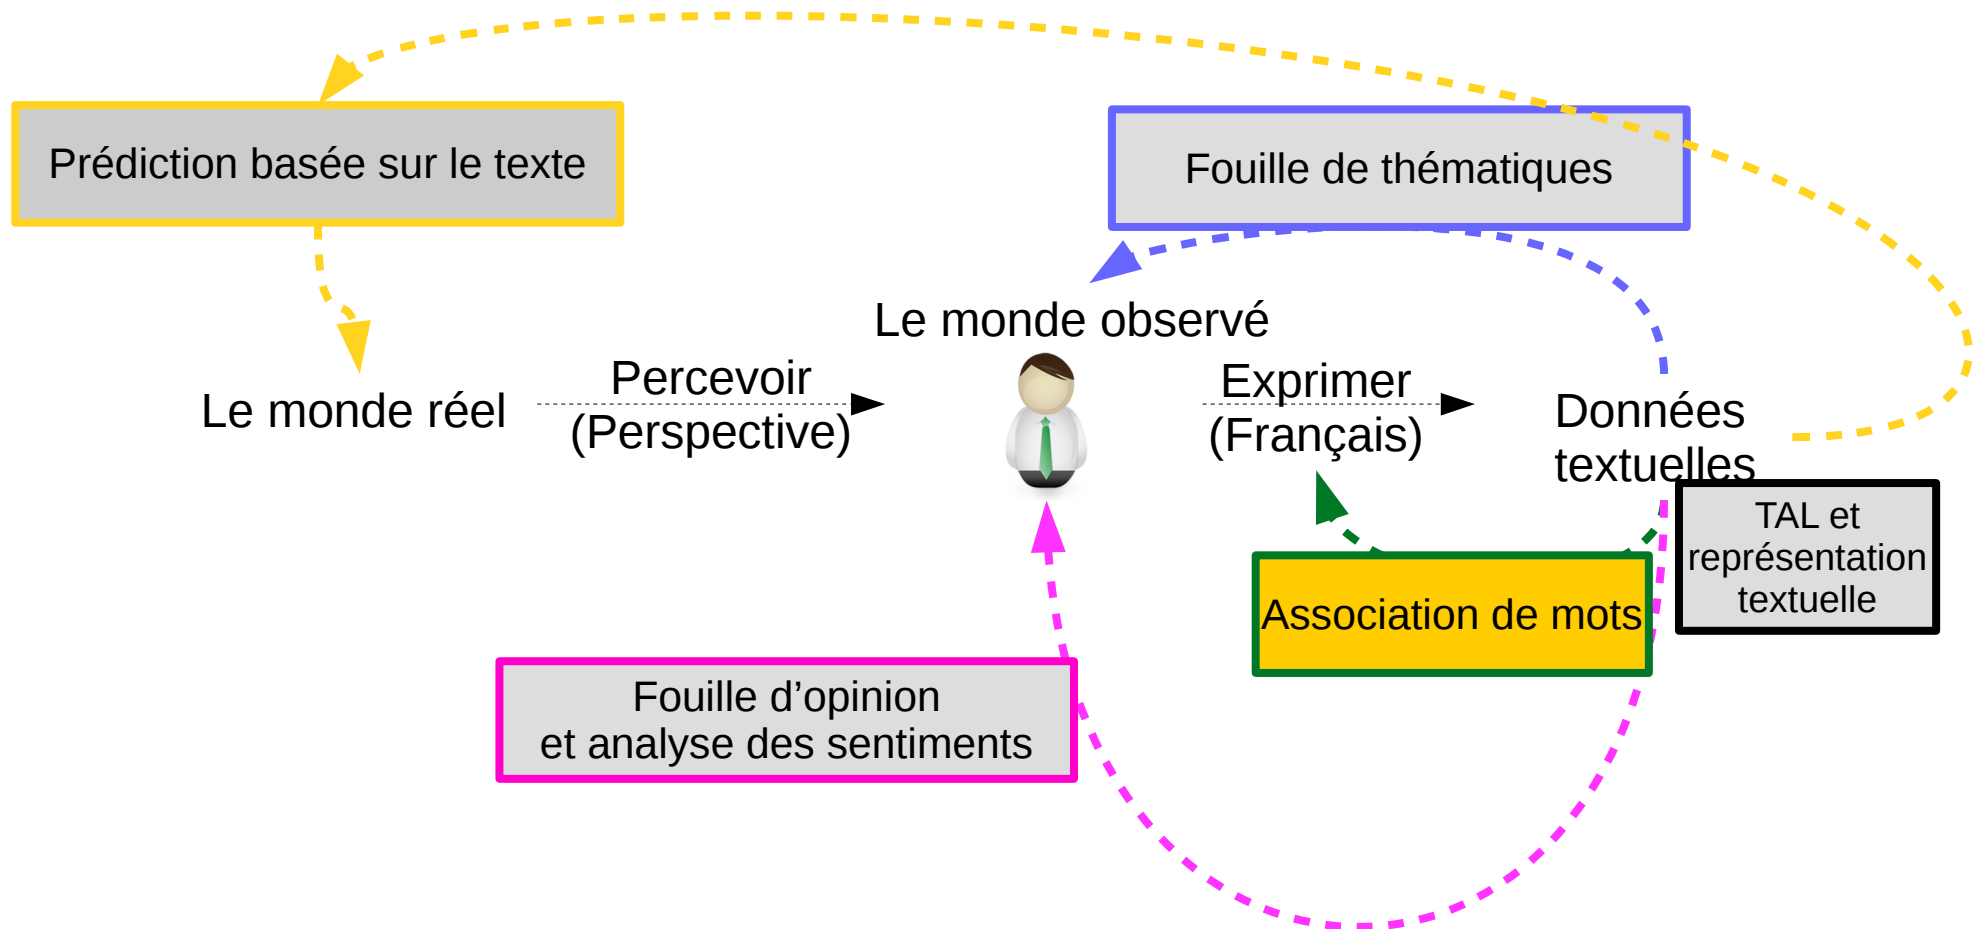 Prédiction basée sur le texte
Fouille de thématiques
Le monde observé
Le monde réel
Percevoir
(Perspective)
Exprimer
(Français)
Données
textuelles
TAL et
représentation
textuelle
Association de mots
Fouille d’opinion
et analyse des sentiments